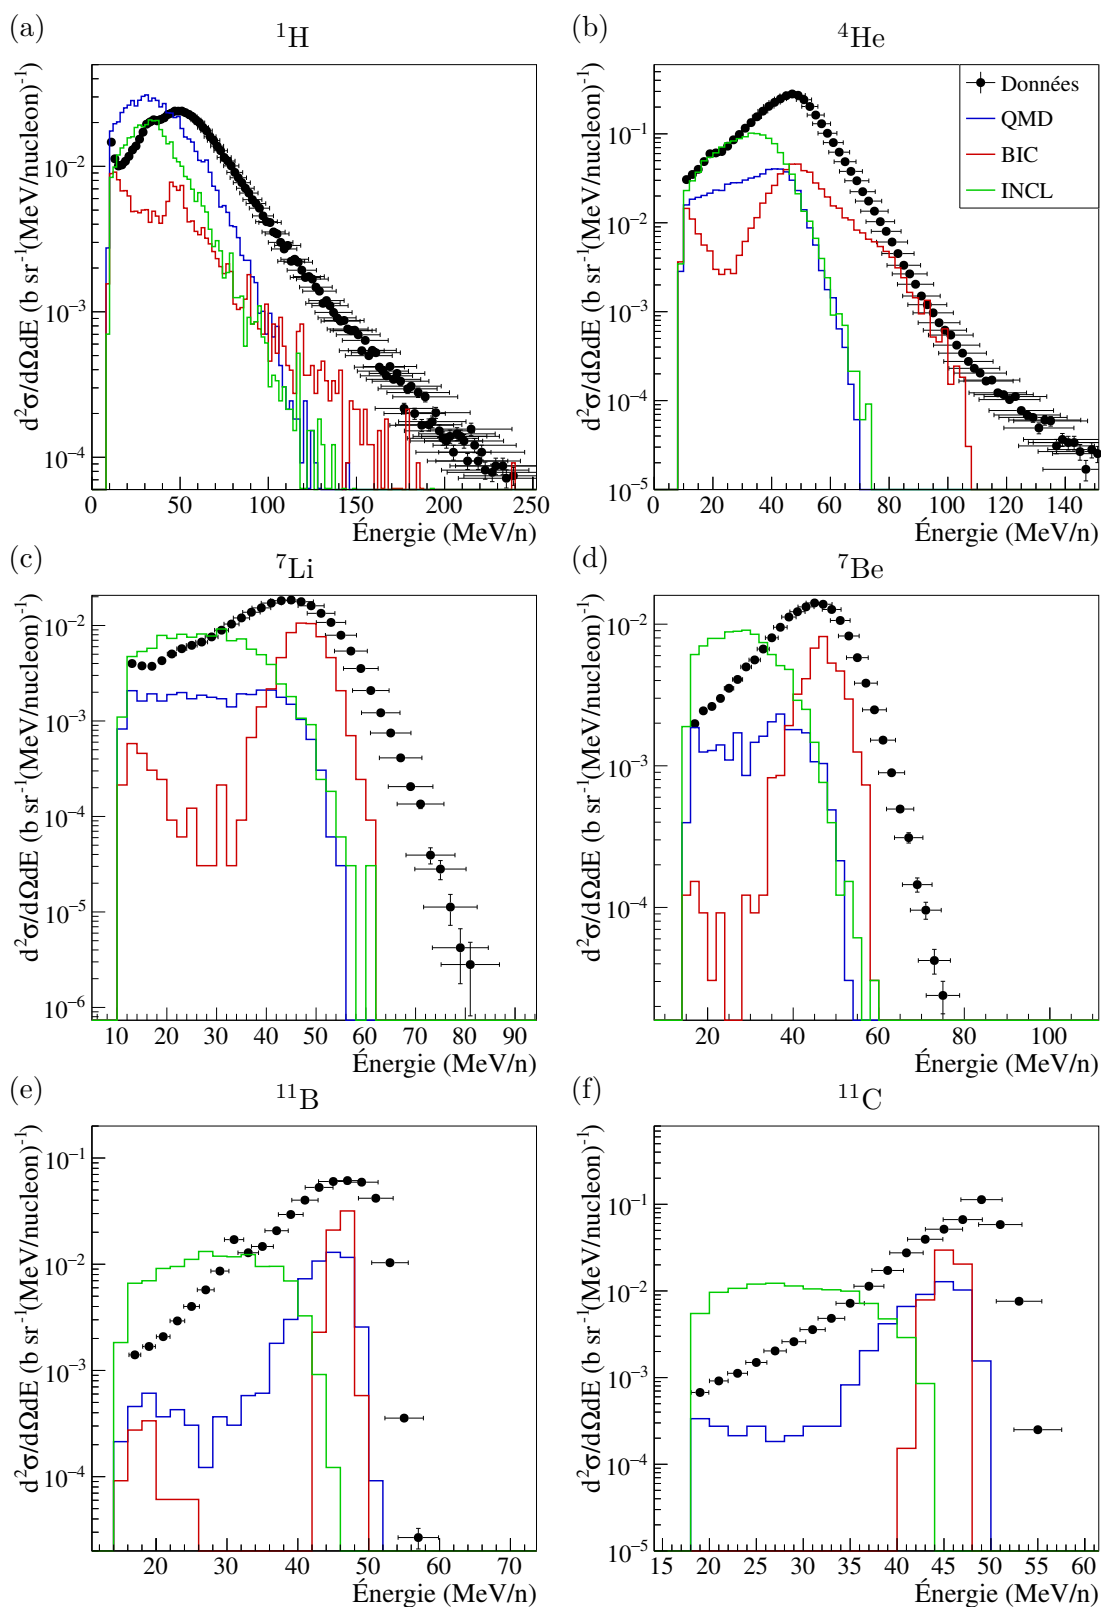 (a) ¹H
d²σ/dΩdE (b sr⁻¹(MeV/nucleon)⁻¹)
10⁻²
10⁻³
10⁻⁴
0 50 100 150 200 250
Énergie (MeV/n)
(b) ⁴He
d²σ/dΩdE (b sr⁻¹(MeV/nucleon)⁻¹)
Données
QMD
BIC
INCL
10⁻¹
10⁻²
10⁻³
10⁻⁴
10⁻⁵
0 20 40 60 80 100 120 140
Énergie (MeV/n)
(c) ⁷Li
d²σ/dΩdE (b sr⁻¹(MeV/nucleon)⁻¹)
10⁻²
10⁻³
10⁻⁴
10⁻⁵
10⁻⁶
10 20 30 40 50 60 70 80 90
Énergie (MeV/n)
(d) ⁷Be
d²σ/dΩdE (b sr⁻¹(MeV/nucleon)⁻¹)
10⁻²
10⁻³
10⁻⁴
20 40 60 80 100
Énergie (MeV/n)
(e) ¹¹B
d²σ/dΩdE (b sr⁻¹(MeV/nucleon)⁻¹)
10⁻¹
10⁻²
10⁻³
10⁻⁴
20 30 40 50 60 70
Énergie (MeV/n)
(f) ¹¹C
d²σ/dΩdE (b sr⁻¹(MeV/nucleon)⁻¹)
10⁻¹
10⁻²
10⁻³
10⁻⁴
10⁻⁵
15 20 25 30 35 40 45 50 55 60
Énergie (MeV/n)